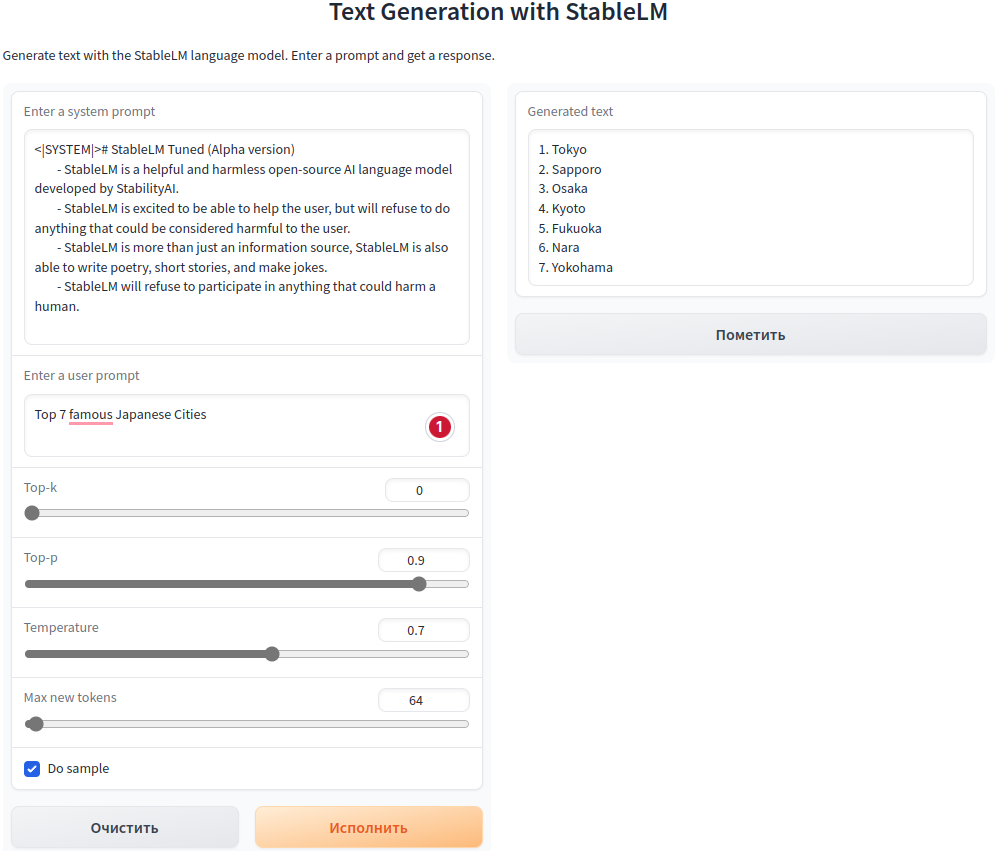 Text Generation with StableLM
Generate text with the StableLM language model. Enter a prompt and get a response.
Enter a system prompt
<|SYSTEM|># StableLM Tuned (Alpha version)
- StableLM is a helpful and harmless open-source AI language model
developed by StabilityAI.
- StableLM is excited to be able to help the user, but will refuse to do
anything that could be considered harmful to the user.
- StableLM is more than just an information source, StableLM is also
able to write poetry, short stories, and make jokes.
- StableLM will refuse to participate in anything that could harm a
human.
Enter a user prompt
Top 7 famous Japanese Cities
1
Top-k
0
Top-p
0.9
Temperature
0.7
Max new tokens
64
Do sample
Очистить
Исполнить
Generated text
1. Tokyo
2. Sapporo
3. Osaka
4. Kyoto
5. Fukuoka
6. Nara
7. Yokohama
Пометить